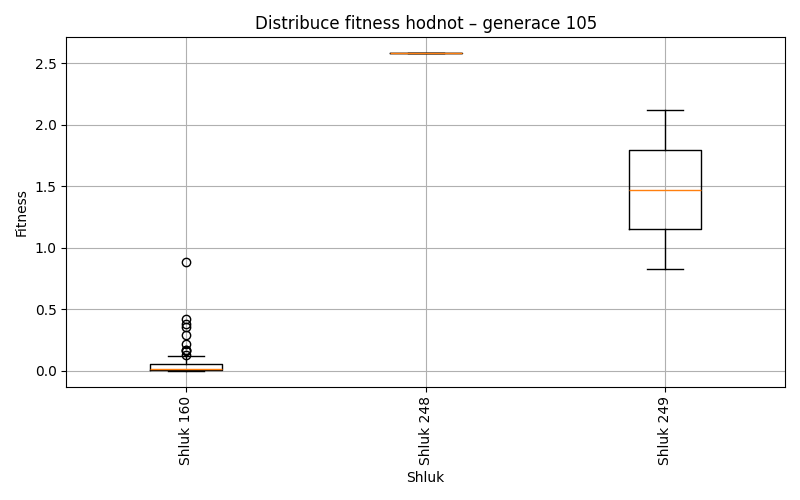 Distribuce fitness hodnot – generace 105
Fitness
2.5
2.0
1.5
1.0
0.5
0.0
Shluk 160
Shluk 248
Shluk 249
Shluk